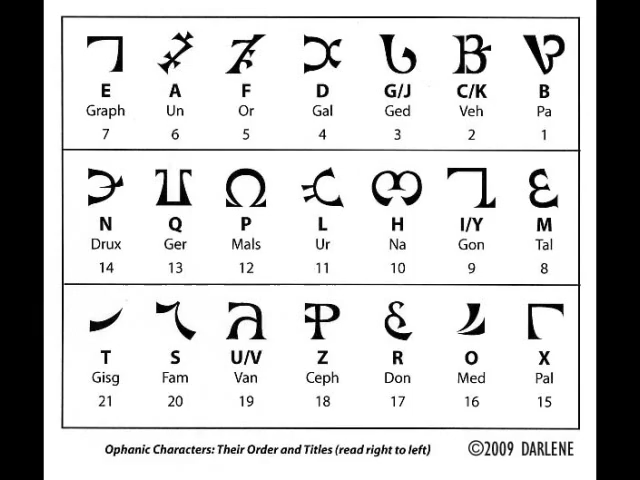 E A F D G/J C/K B
Graph Un Or Gal Ged Veh Pa
7 6 5 4 3 2 1
N Q P L H I/Y M
Drux Ger Mals Ur Na Gon Tal
14 13 12 11 10 9 8
T S U/V Z R O X
Gisg Fam Van Ceph Don Med Pal
21 20 19 18 17 16 15
Ophanic Characters: Their Order and Titles (read right to left) ©2009 DARLENE